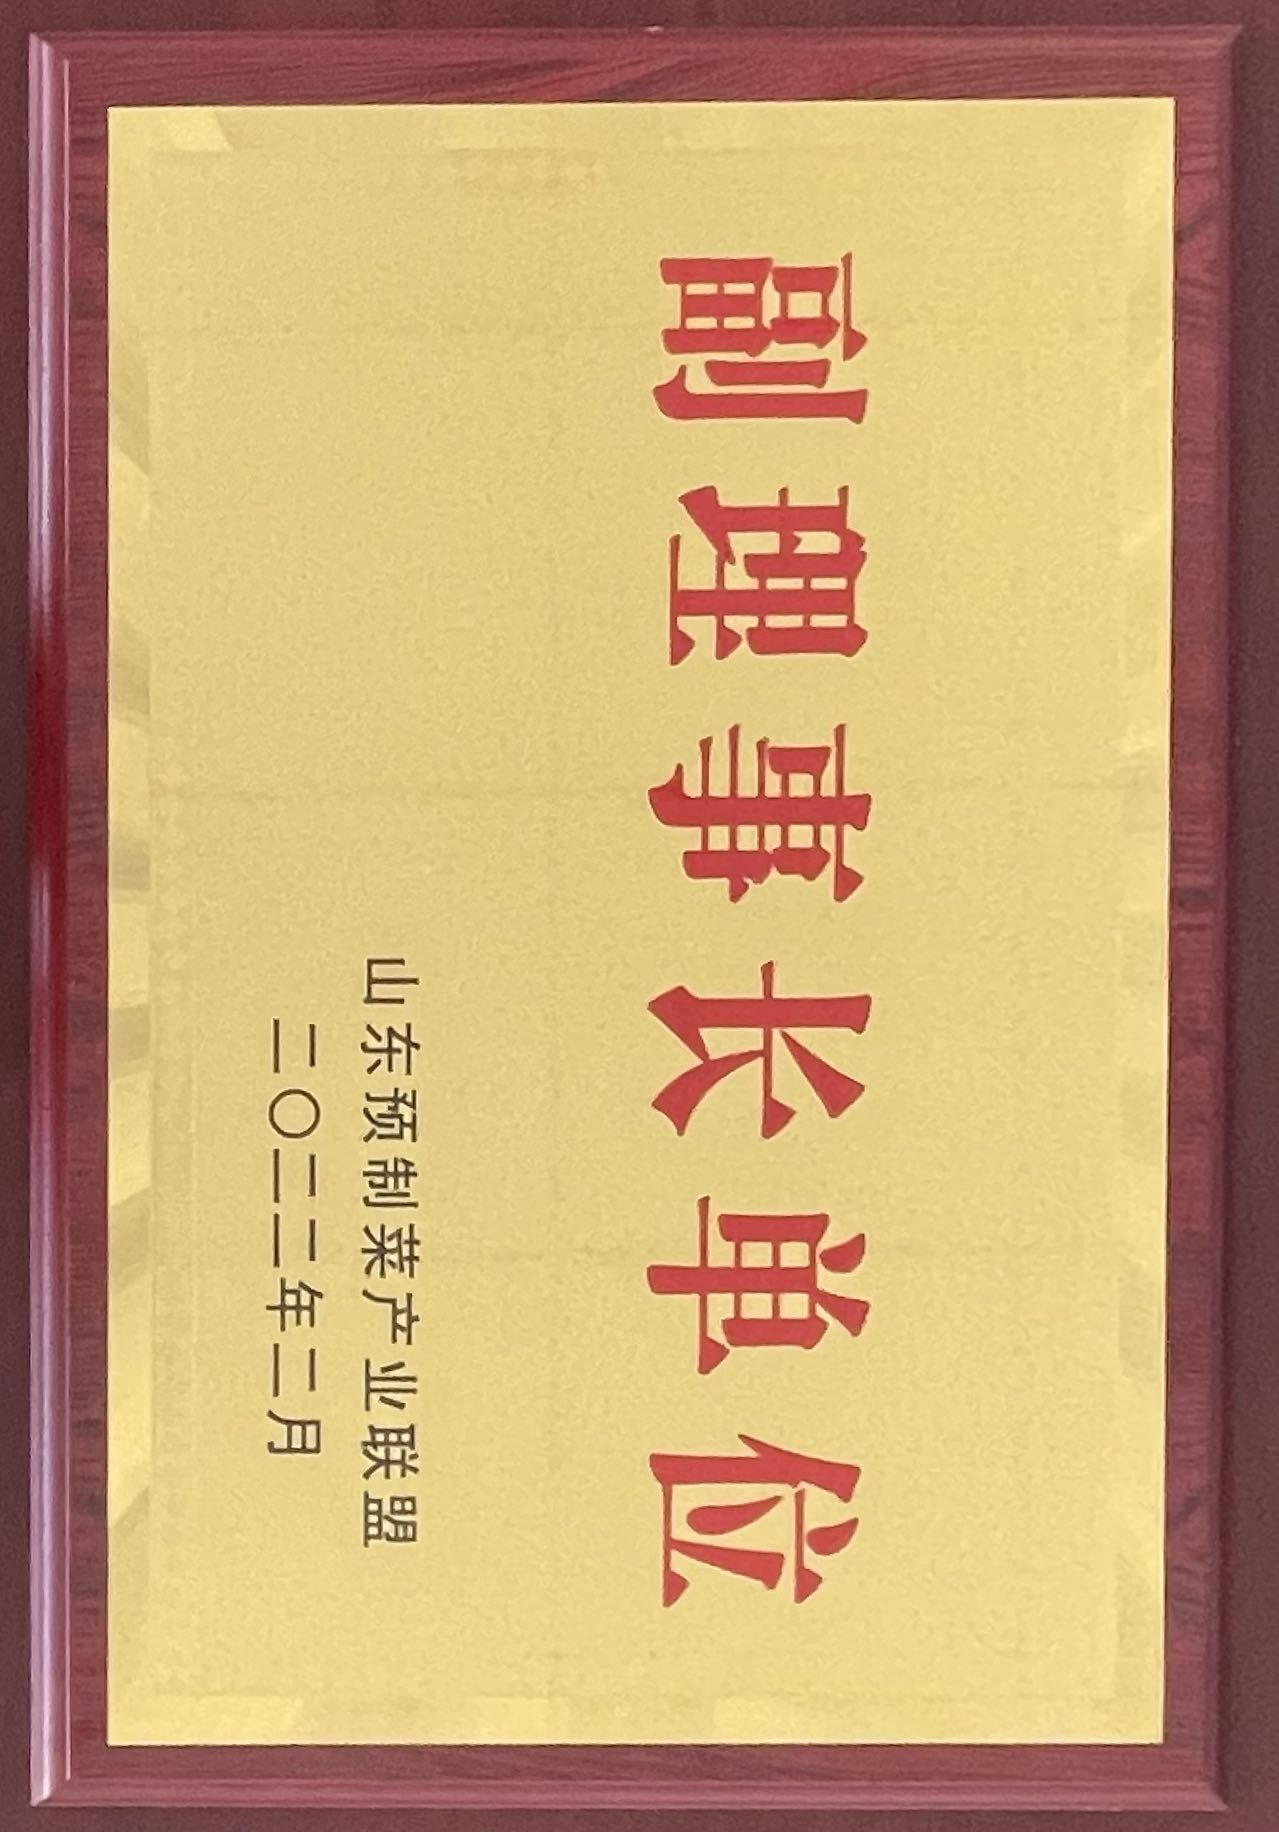 副理事长单位
山东预制菜产业联盟
二〇二二年二月